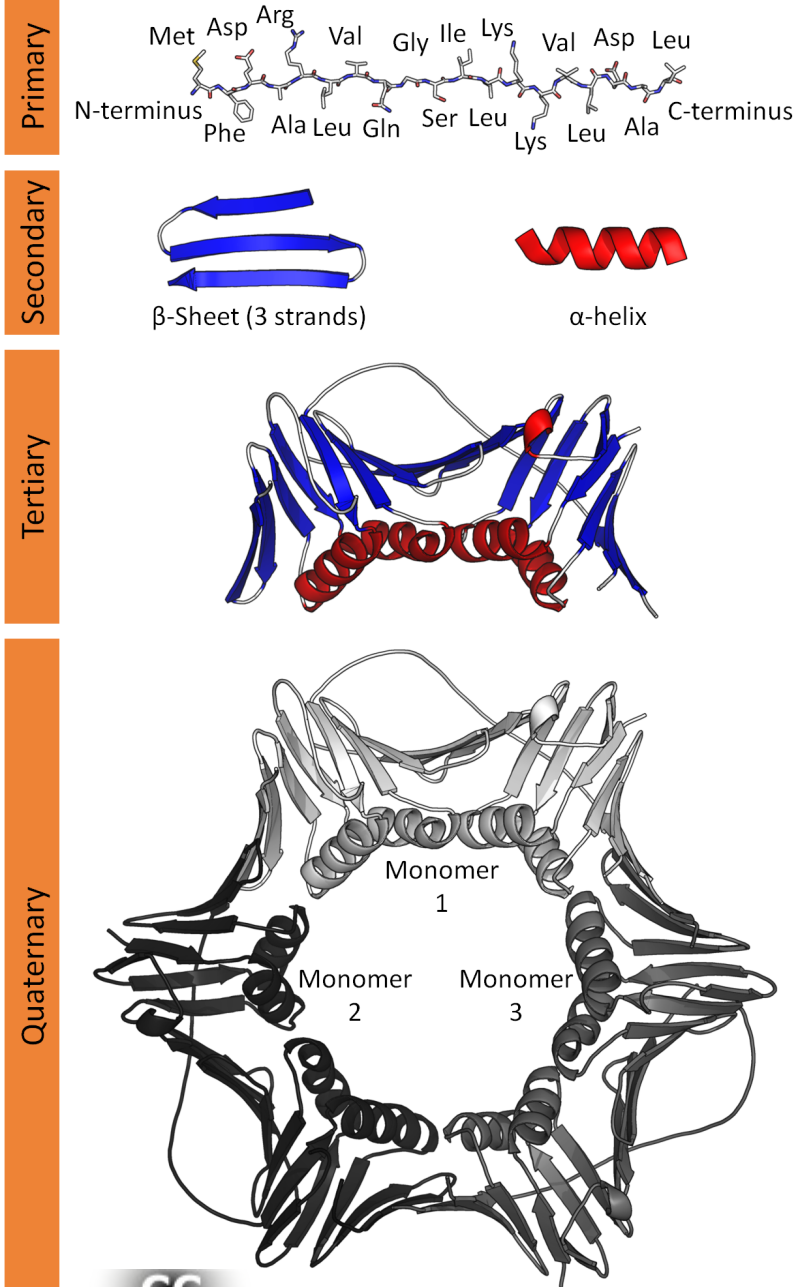 Primary
Met Asp Arg Val Gly Ile Lys Val Asp Leu
N-terminus C-terminus
Phe Ala Leu Gln Ser Leu Lys Leu Ala
Secondary
β-Sheet (3 strands)
α-helix
Tertiary
Quaternary
Monomer
1
Monomer
2
Monomer
3